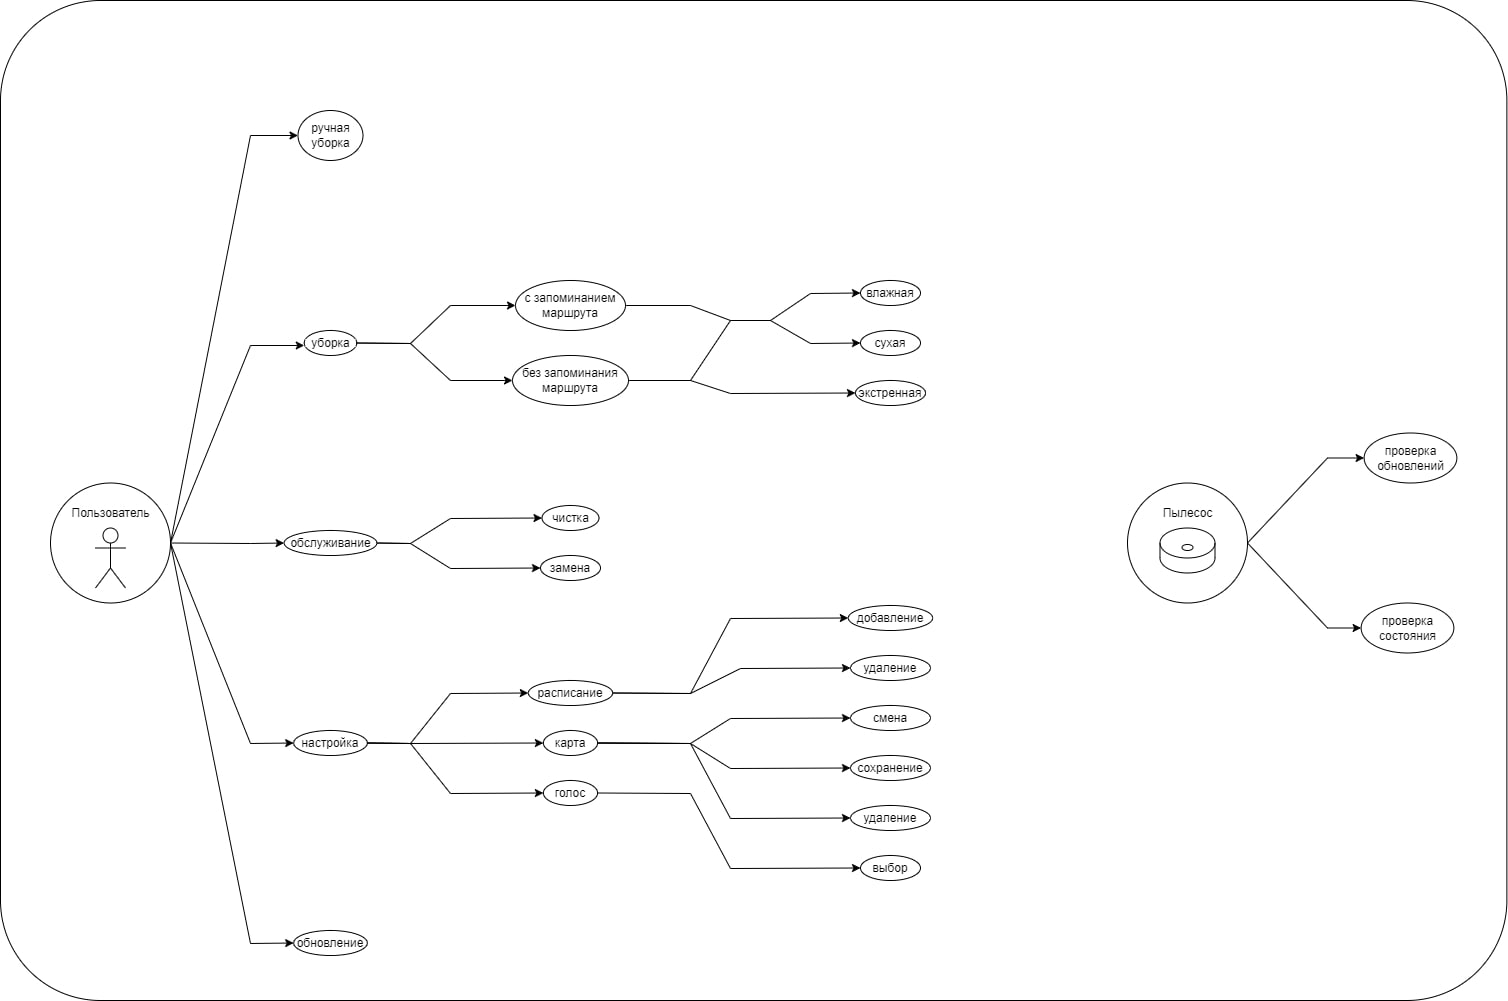 ручная
уборка
с запоминанием
маршрута
влажная
уборка
сухая
без запоминания
маршрута
экстренная
проверка
обновлений
Пользователь
Пылесос
чистка
обслуживание
замена
добавление
проверка
состояния
удаление
расписание
смена
настройка
карта
сохранение
голос
удаление
выбор
обновление